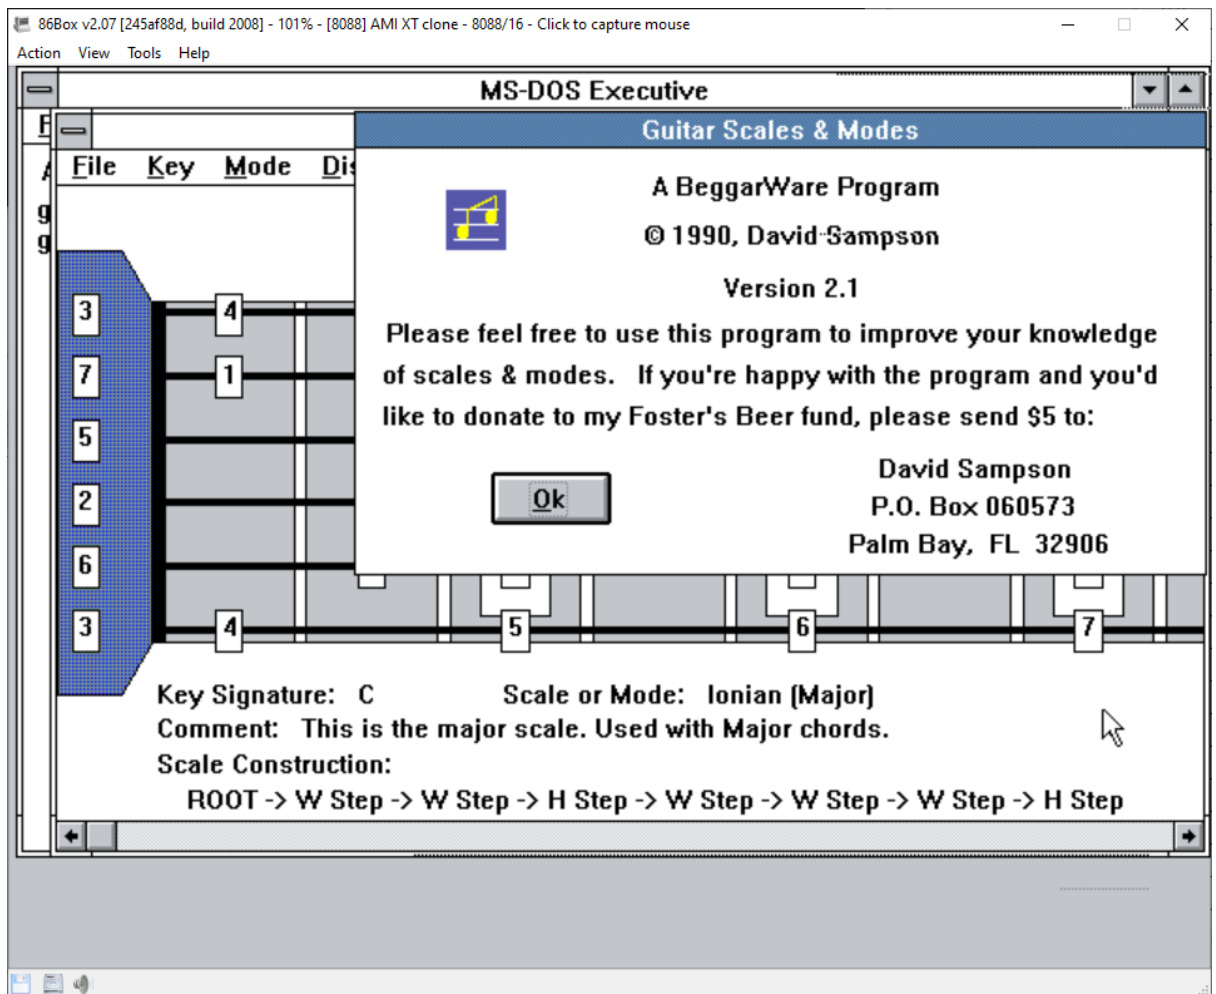 86Box v2.07 [245af88d, build 2008] - 101% - [8088] AMI XT clone - 8088/16 - Click to capture mouse
Action View Tools Help
MS-DOS Executive
Guitar Scales & Modes
File Key Mode Dis
A BeggarWare Program
© 1990, David Sampson
Version 2.1
Please feel free to use this program to improve your knowledge
of scales & modes. If you're happy with the program and you'd
like to donate to my Foster's Beer fund, please send $5 to:
David Sampson
P.O. Box 060573
Palm Bay, FL 32906
Ok
3 4
7 1
5
2
6
3 4 5 6 7
Key Signature: C Scale or Mode: Ionian (Major)
Comment: This is the major scale. Used with Major chords.
Scale Construction:
ROOT -> W Step -> W Step -> H Step -> W Step -> W Step -> W Step -> H Step